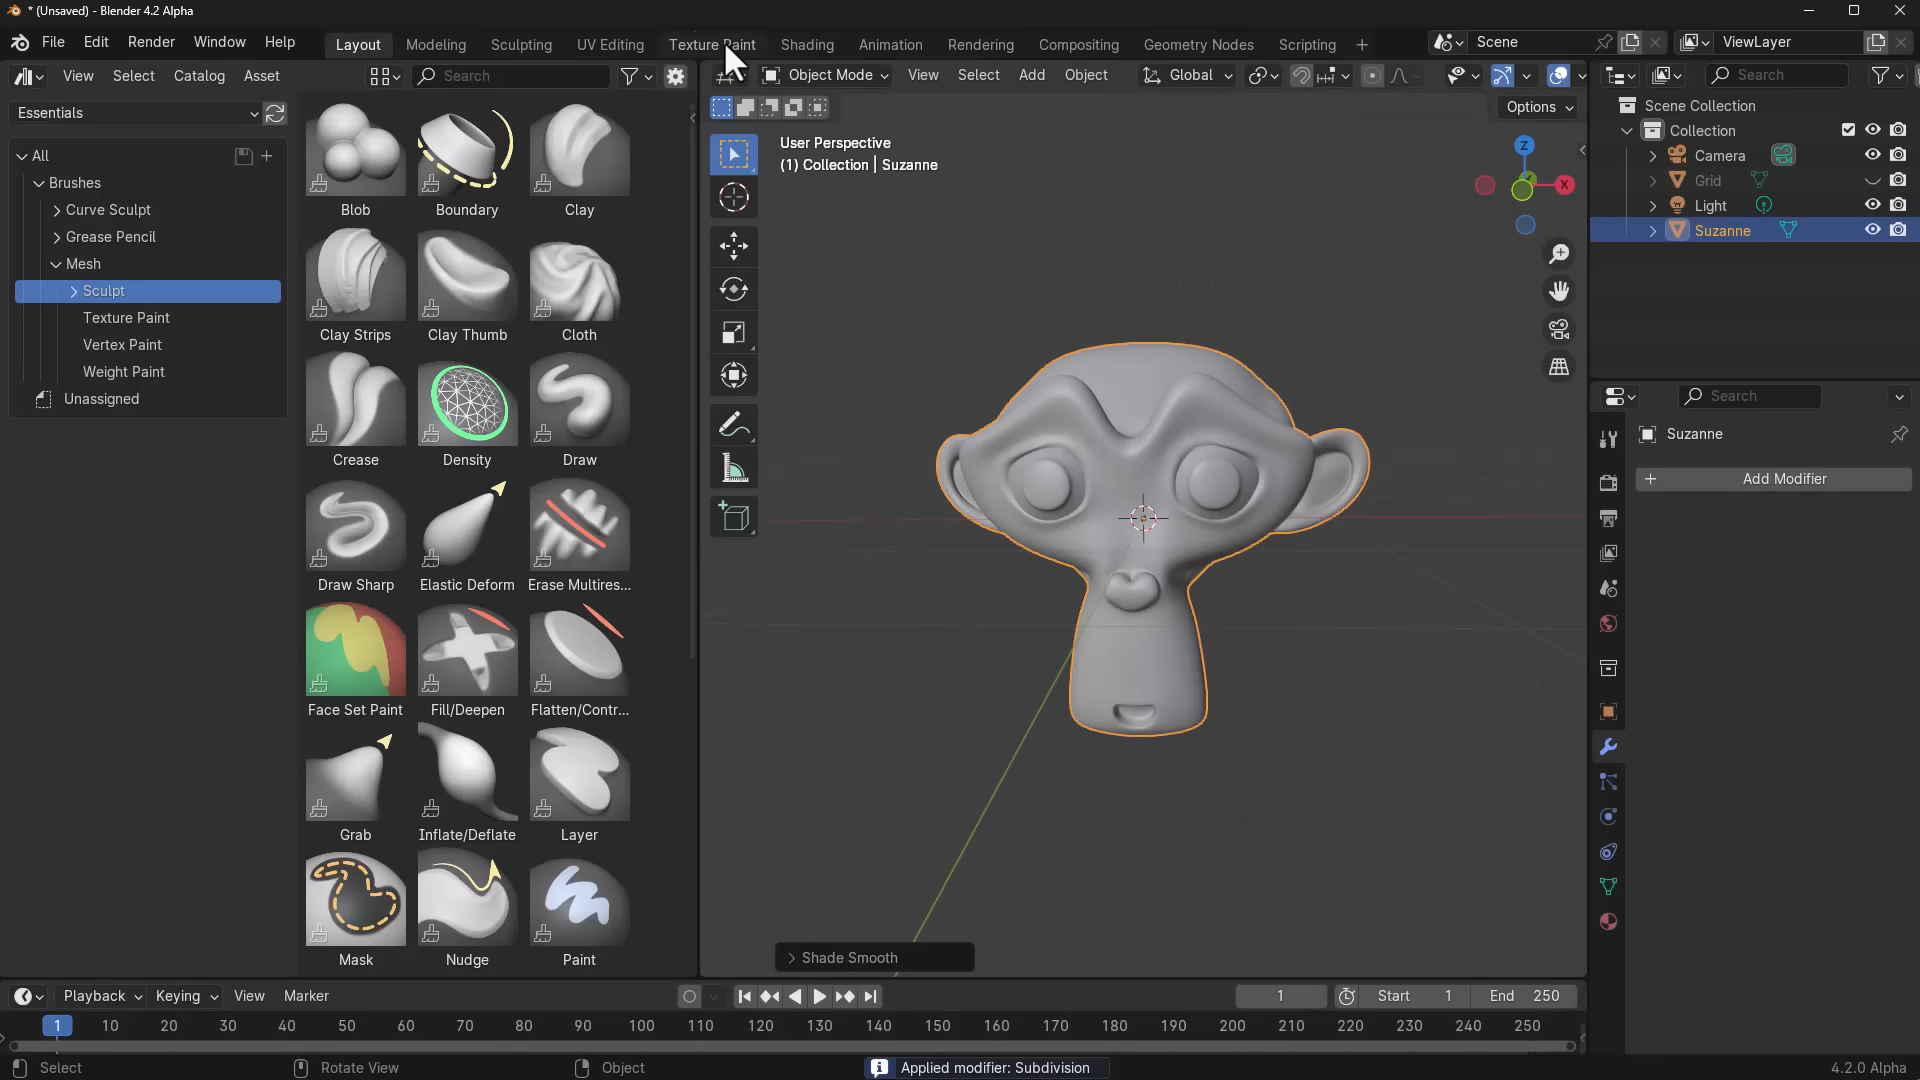 * (Unsaved) - Blender 4.2 Alpha
File Edit Render Window Help
Layout Modeling Sculpting UV Editing Texture Paint Shading Animation Rendering Compositing Geometry Nodes Scripting +
Scene
ViewLayer
View Select Catalog Asset
Search
Object Mode
View Select Add Object
Global
Search
Essentials
Options
All
Brushes
Curve Sculpt
Grease Pencil
Mesh
Sculpt
Texture Paint
Vertex Paint
Weight Paint
Unassigned
Blob Boundary Clay
Clay Strips Clay Thumb Cloth
Crease Density Draw
Draw Sharp Elastic Deform Erase Multires...
Face Set Paint Fill/Deepen Flatten/Contr...
Grab Inflate/Deflate Layer
Mask Nudge Paint
User Perspective
(1) Collection | Suzanne
Z
X
Shade Smooth
Scene Collection
Collection
Camera
Grid
Light
Suzanne
Search
Suzanne
+ Add Modifier
Playback Keying View Marker
1
Start 1
End 250
1 10 20 30 40 50 60 70 80 90 100 110 120 130 140 150 160 170 180 190 200 210 220 230 240 250
Select Rotate View Object
Applied modifier: Subdivision
4.2.0 Alpha